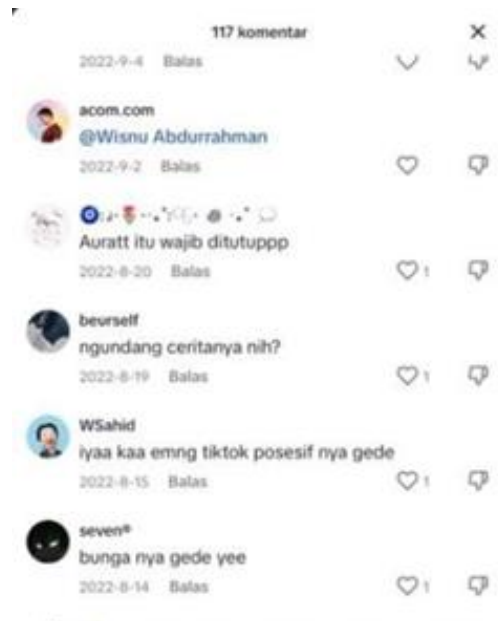 117 komentar
2022-9-4 Balas
acom.com
@Wisnu Abdurrahman
2022-9-2 Balas
Auratt itu wajib ditutuppp
2022-8-20 Balas 1
beurself
ngundang ceritanya nih?
2022-8-19 Balas 1
WSahid
iyaa kaa emng tiktok posesif nya gede
2022-8-15 Balas 1
seven®
bunga nya gede yee
2022-8-14 Balas 1